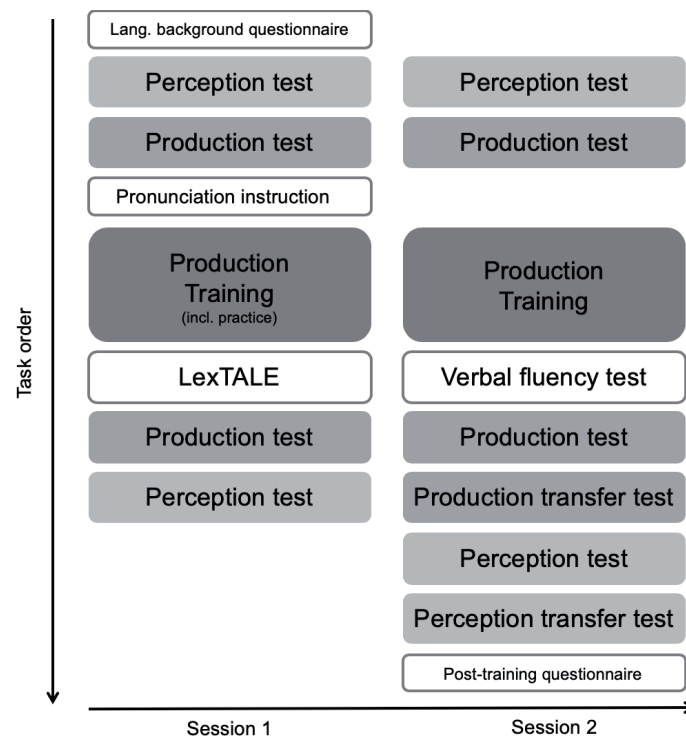 Lang. background questionnaire
Perception test
Production test
Pronunciation instruction
Production
Training
(incl. practice)
LexTALE
Production test
Perception test
Perception test
Production test
Production
Training
Verbal fluency test
Production test
Production transfer test
Perception test
Perception transfer test
Post-training questionnaire
Task order
Session 1
Session 2